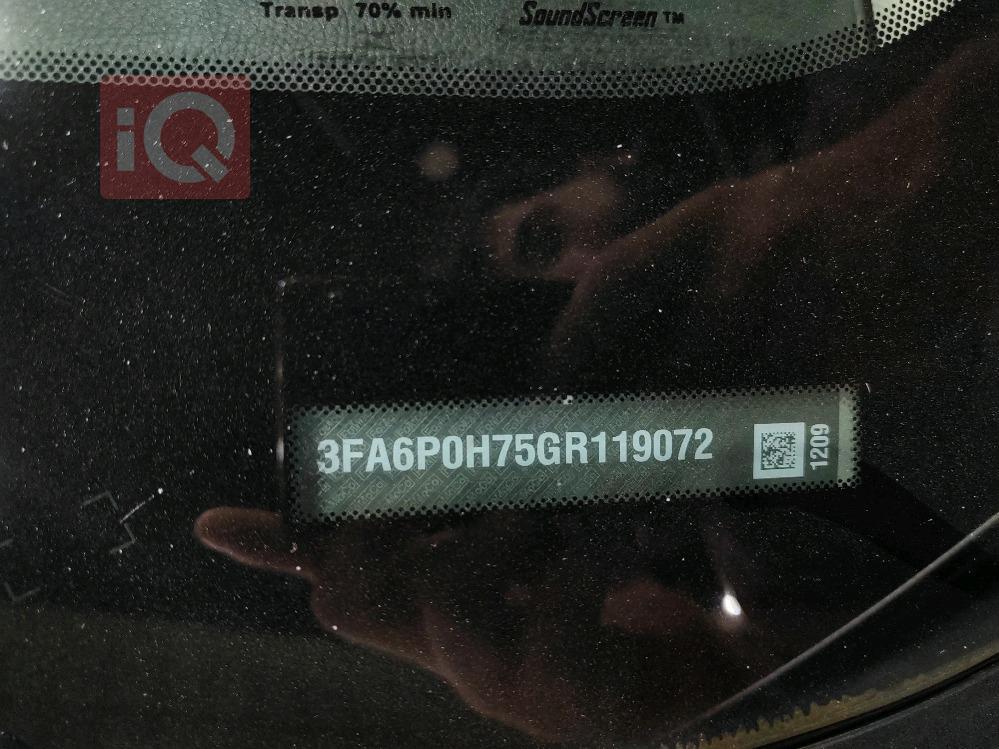 Transp 70% min SoundScreen™
iQ
3FA6P0H75GR119072
1209